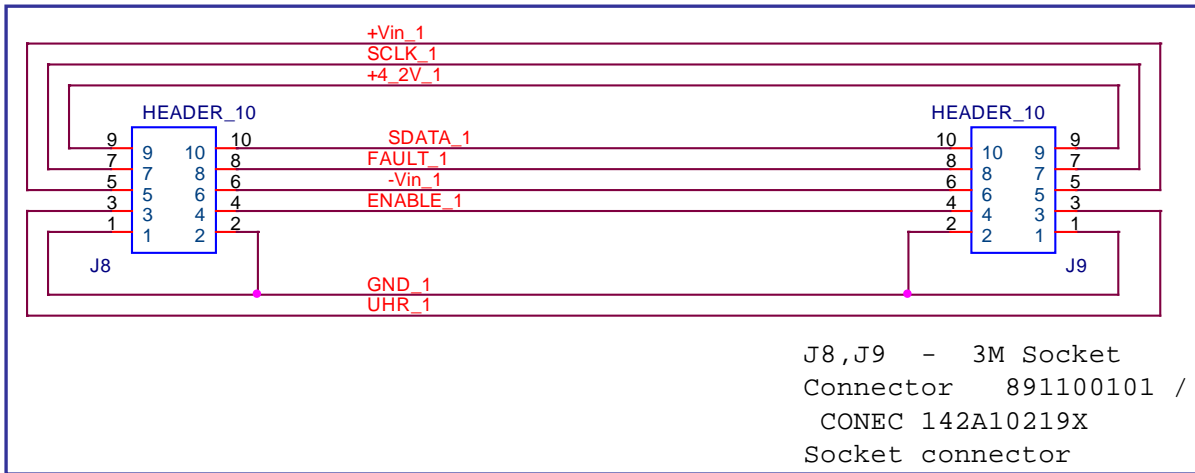 +Vin_1
SCLK_1
+4_2V_1
HEADER_10 HEADER_10
9 9 10 10 SDATA_1 10 10 9 9
7 7 8 8 FAULT_1 8 8 7 7
5 5 6 6 -Vin_1 6 6 5 5
3 3 4 4 ENABLE_1 4 4 3 3
1 1 2 2 2 2 1 1
J8 J9
GND_1
UHR_1
J8,J9 - 3M Socket
Connector 891100101 /
CONEC 142A10219X
Socket connector